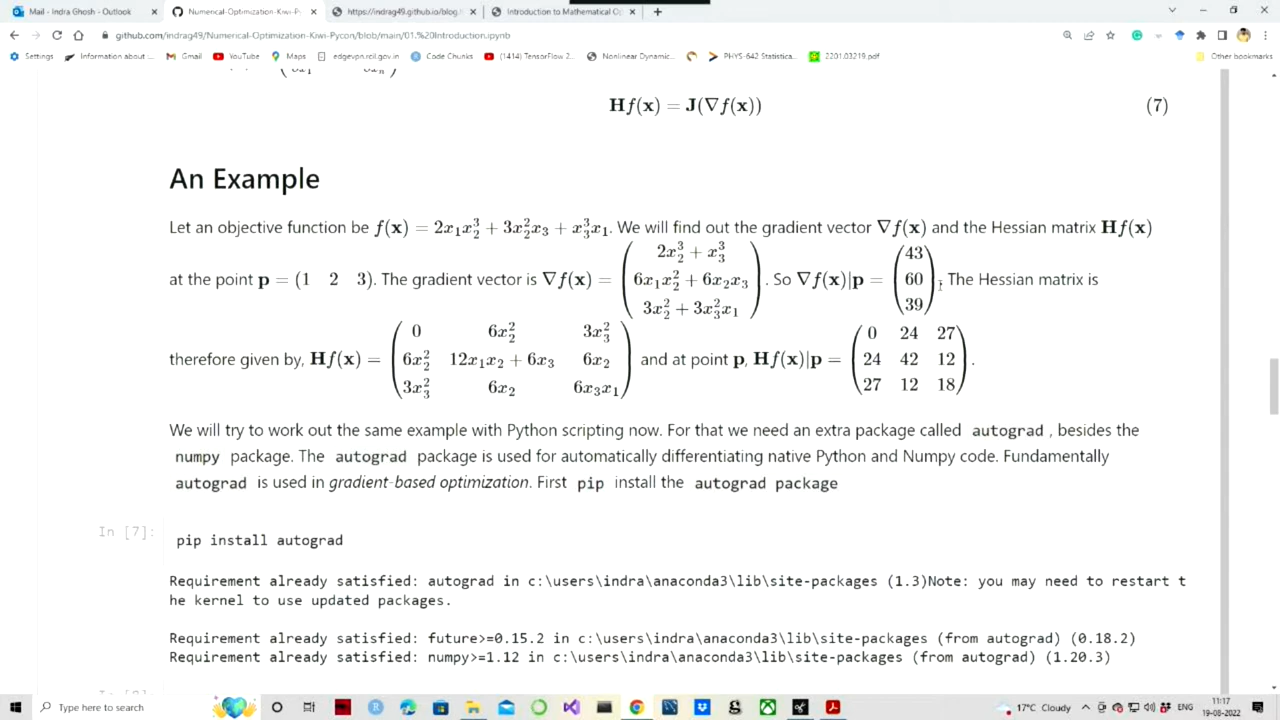 Mail - Indra Ghosh - Outlook
Numerical-Optimization-Kiwi-P
https://indrag49.github.io/blog.h
Introduction to Mathematical Op
github.com/indrag49/Numerical-Optimization-Kiwi-Pycon/blob/main/01.%20Introduction.ipynb
Settings Information about ... Gmail YouTube Maps edgevpn.rcil.gov.in Code Chunks (1414) TensorFlow 2... Nonlinear Dynamic... PHYS-642 Statistica... 2201.03219.pdf Other bookmarks
Hf(x) = J(∇f(x)) (7)
An Example
Let an objective function be f(x) = 2x₁x₂³ + 3x₂²x₃ + x₃³x₁. We will find out the gradient vector ∇f(x) and the Hessian matrix Hf(x)
at the point p = (1 2 3). The gradient vector is ∇f(x) = (2x₂³ + x₃³; 6x₁x₂² + 6x₂x₃; 3x₂² + 3x₃²x₁). So ∇f(x)|p = (43; 60; 39). The Hessian matrix is
therefore given by, Hf(x) = (0 6x₂² 3x₃²; 6x₂² 12x₁x₂ + 6x₃ 6x₂; 3x₃² 6x₂ 6x₃x₁) and at point p, Hf(x)|p = (0 24 27; 24 42 12; 27 12 18).
We will try to work out the same example with Python scripting now. For that we need an extra package called autograd , besides the
numpy package. The autograd package is used for automatically differentiating native Python and Numpy code. Fundamentally
autograd is used in gradient-based optimization. First pip install the autograd package
In [7]:
pip install autograd
Requirement already satisfied: autograd in c:\users\indra\anaconda3\lib\site-packages (1.3)Note: you may need to restart t
he kernel to use updated packages.
Requirement already satisfied: future>=0.15.2 in c:\users\indra\anaconda3\lib\site-packages (from autograd) (0.18.2)
Requirement already satisfied: numpy>=1.12 in c:\users\indra\anaconda3\lib\site-packages (from autograd) (1.20.3)
Type here to search
17°C Cloudy
ENG
11:17
19-08-2022